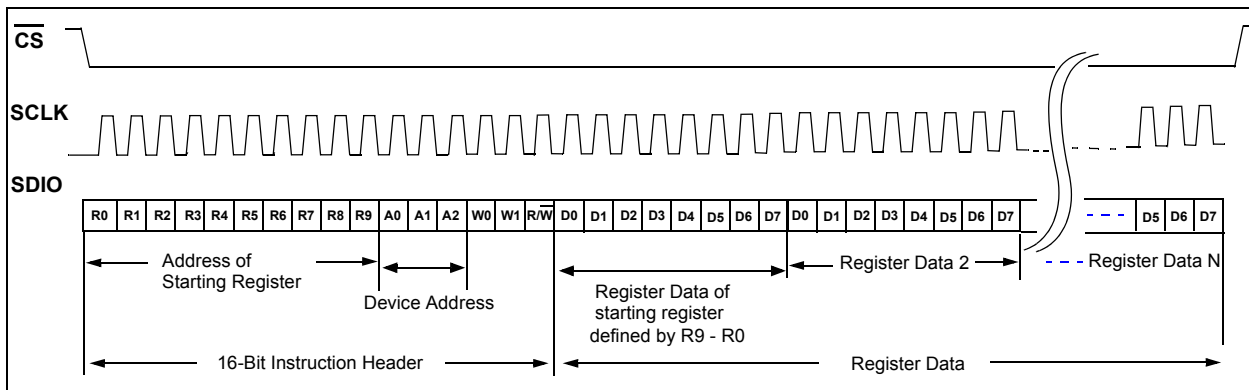 CS
SCLK
SDIO
R0 R1 R2 R3 R4 R5 R6 R7 R8 R9 A0 A1 A2 W0 W1 R/W D0 D1 D2 D3 D4 D5 D6 D7 D0 D1 D2 D3 D4 D5 D6 D7 D5 D6 D7
Address of
Starting Register
Device Address
Register Data of
starting register
defined by R9 - R0
Register Data 2
Register Data N
16-Bit Instruction Header
Register Data